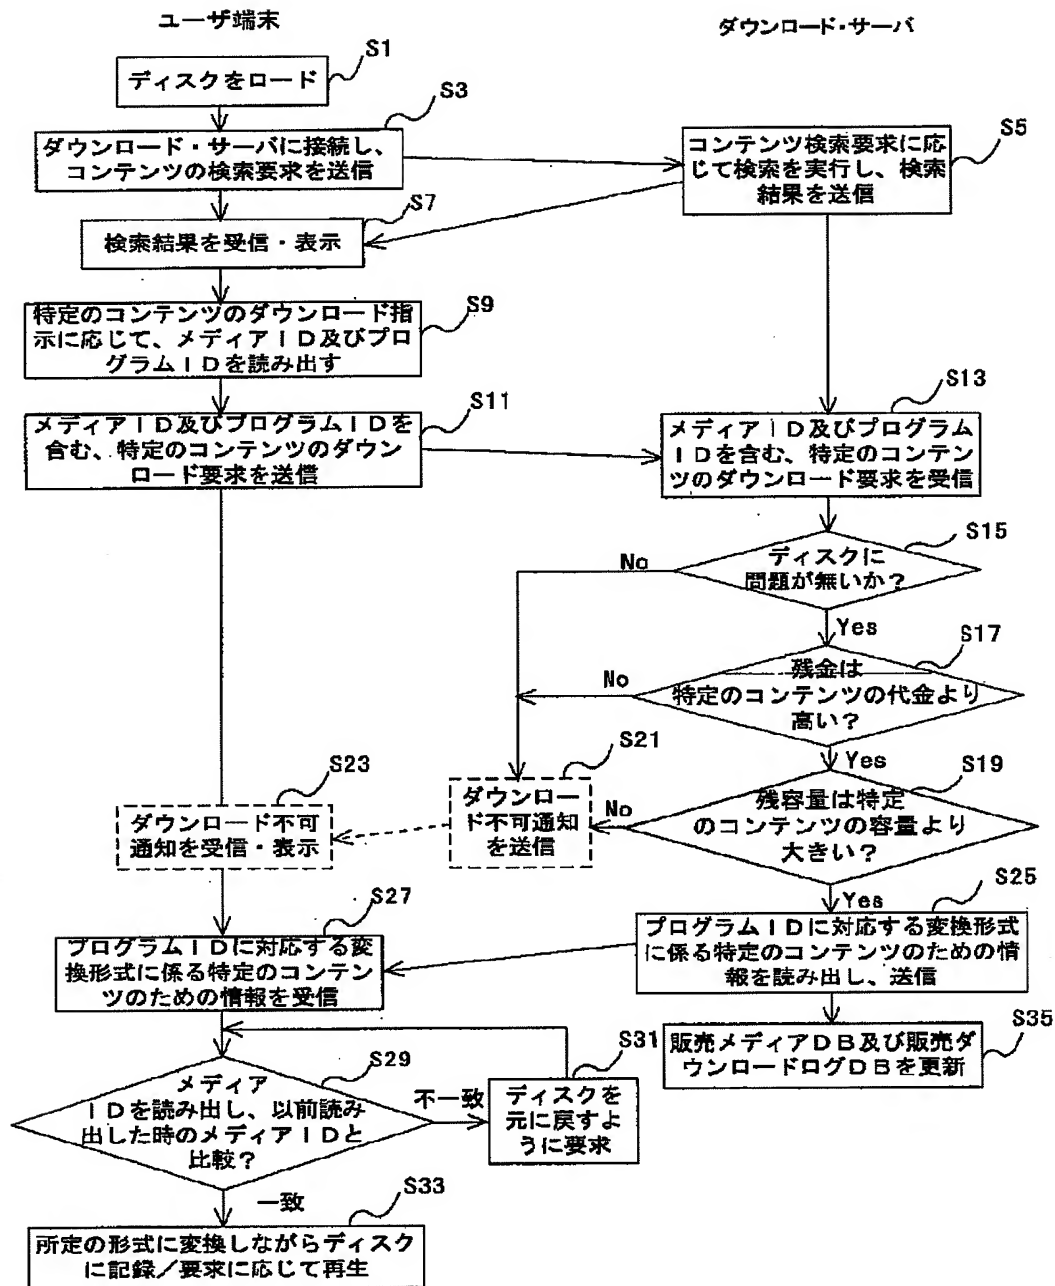 ユーザ端末
ダウンロード・サーバ
S1
ディスクをロード
S3
ダウンロード・サーバに接続し、
コンテンツの検索要求を送信
S5
コンテンツ検索要求に応
じて検索を実行し、検索
結果を送信
S7
検索結果を受信・表示
S9
特定のコンテンツのダウンロード指
示に応じて、メディアＩＤ及びプロ
グラムＩＤを読み出す
S11
メディアＩＤ及びプログラムＩＤを
含む、特定のコンテンツのダウン
ロード要求を送信
S13
メディアＩＤ及びプログラム
ＩＤを含む、特定のコンテン
ツのダウンロード要求を受信
S15
ディスクに
問題が無いか？
No
Yes
S17
残金は
特定のコンテンツの代金より
高い？
No
Yes
S19
残容量は特定
のコンテンツの容量より
大きい？
No
Yes
S21
ダウンロー
ド不可通知
を送信
S23
ダウンロード不可
通知を受信・表示
S25
プログラムＩＤに対応する変換形式
に係る特定のコンテンツのための情
報を読み出し、送信
S27
プログラムＩＤに対応する変
換形式に係る特定のコンテン
ツのための情報を受信
S35
販売メディアＤＢ及び販売ダ
ウンロードログＤＢを更新
S29
メディア
ＩＤを読み出し、以前読み
出した時のメディアＩＤと
比較？
不一致
S31
ディスクを
元に戻すよ
うに要求
一致
S33
所定の形式に変換しながらディスク
に記録／要求に応じて再生